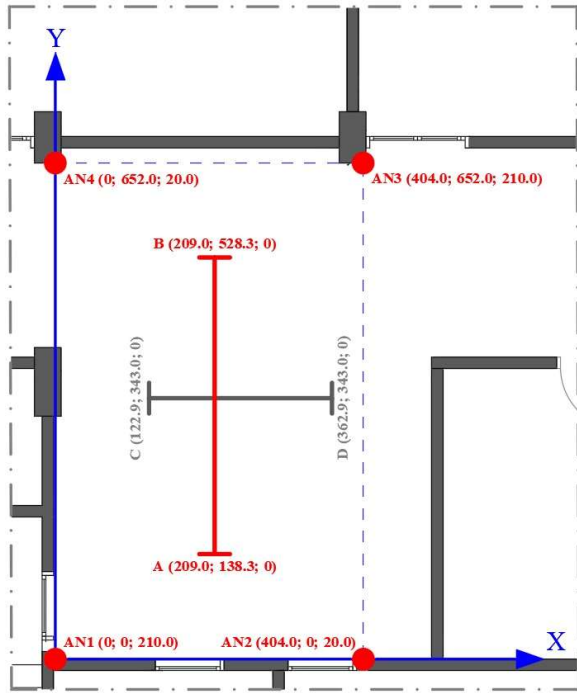 Y
AN4 (0; 652.0; 20.0)
AN3 (404.0; 652.0; 210.0)
B (209.0; 528.3; 0)
C (122.9; 343.0; 0)
D (362.9; 343.0; 0)
A (209.0; 138.3; 0)
AN1 (0; 0; 210.0)
AN2 (404.0; 0; 20.0)
X